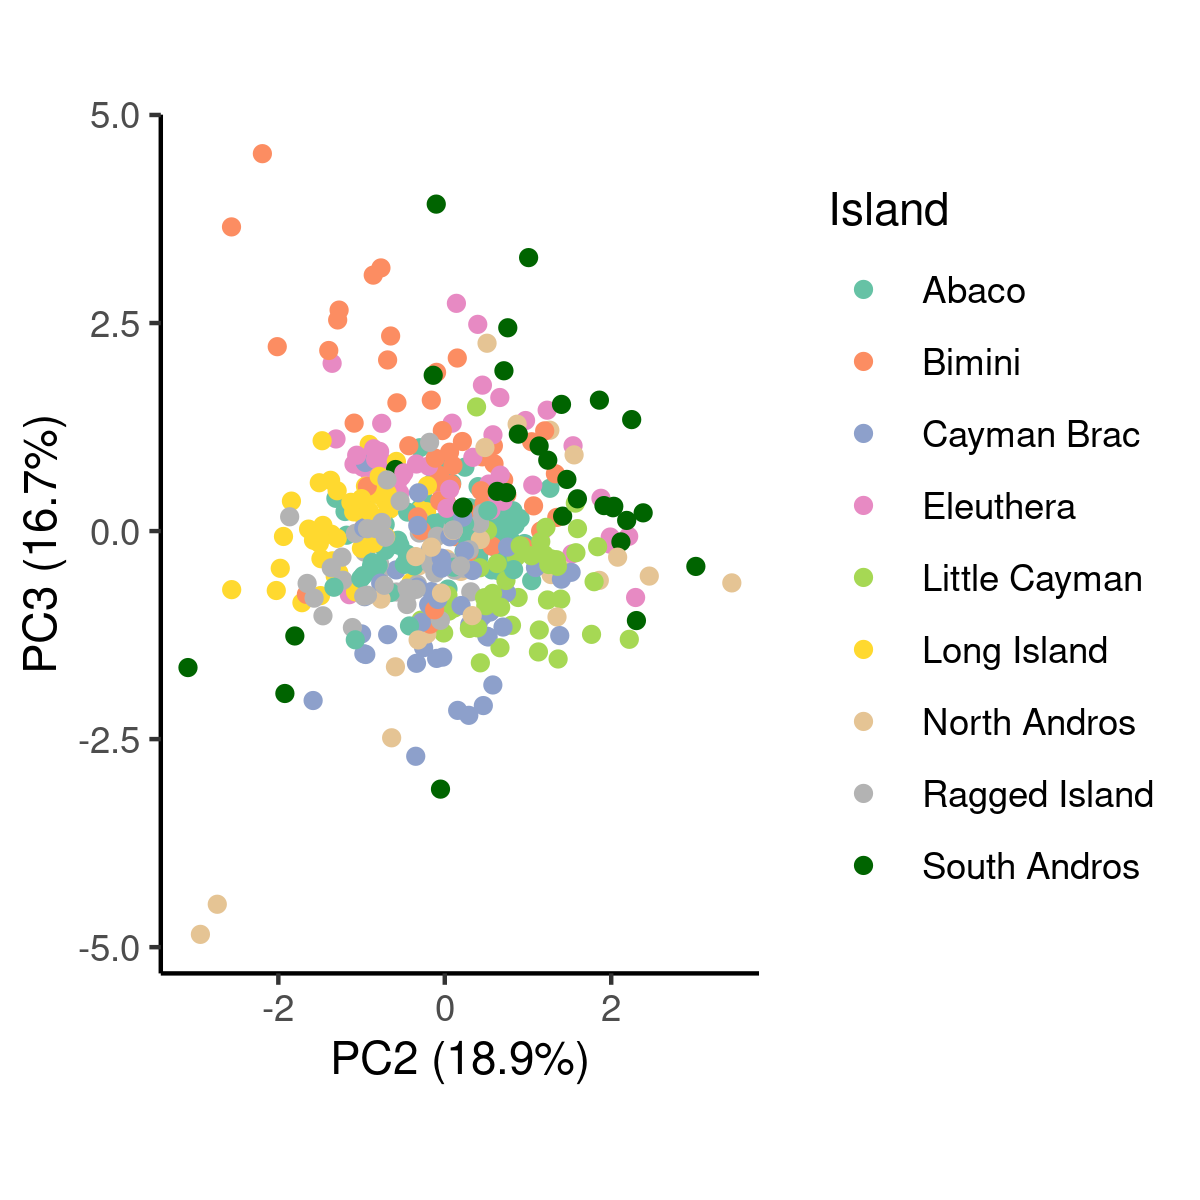 5.0
2.5
0.0
-2.5
-5.0
PC3 (16.7%)
-2 0 2
PC2 (18.9%)
Island
Abaco
Bimini
Cayman Brac
Eleuthera
Little Cayman
Long Island
North Andros
Ragged Island
South Andros